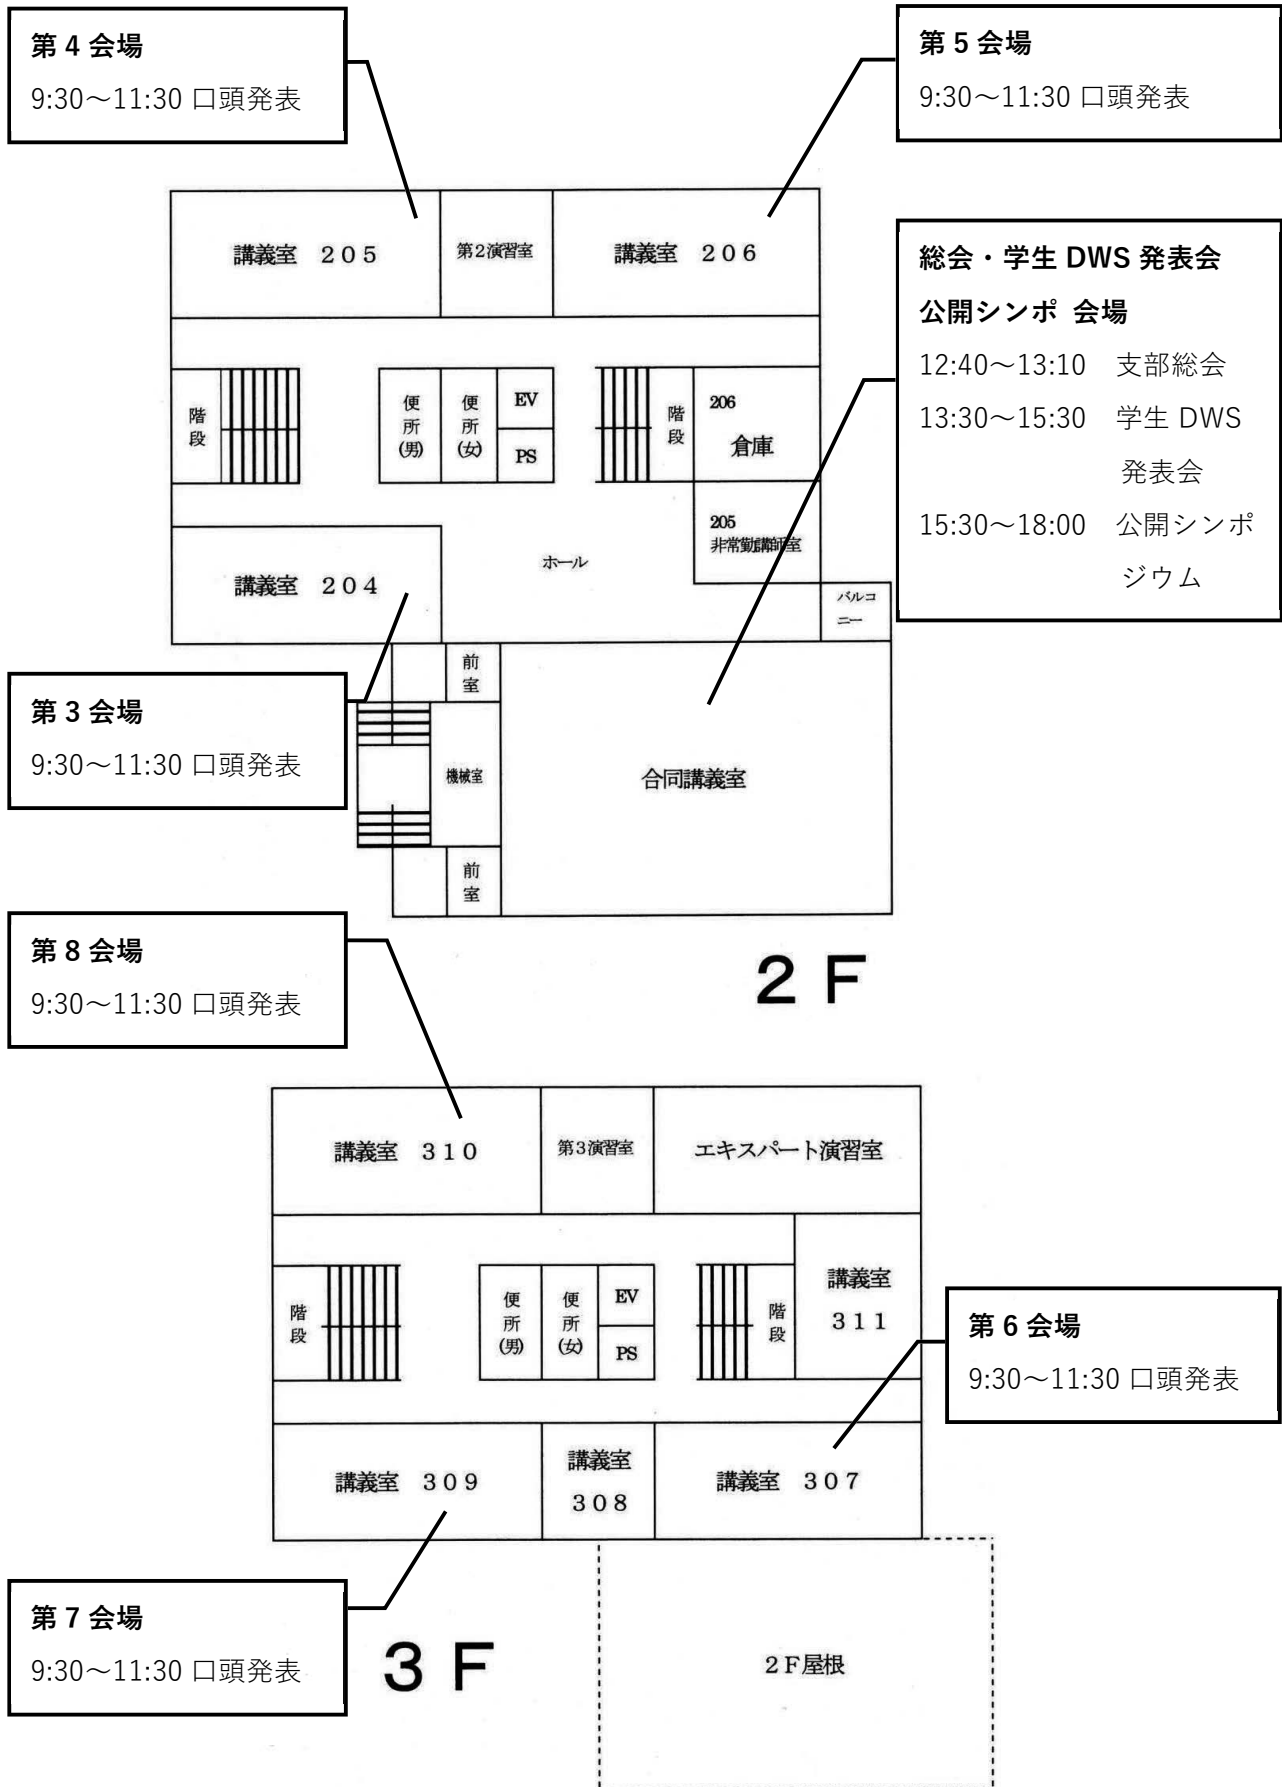 第 4 会場
9:30～11:30 口頭発表
第 5 会場
9:30～11:30 口頭発表
講義室　２０５
第2演習室
講義室　２０６
総会・学生 DWS 発表会
公開シンポ 会場
12:40～13:10　支部総会
13:30～15:30　学生 DWS
発表会
15:30～18:00　公開シンポ
ジウム
階段
便所(男)
便所(女)
EV
PS
階段
206
倉庫
205
非常勤講師室
ホール
講義室　２０４
バルコ
ニー
第 3 会場
9:30～11:30 口頭発表
前室
機械室
合同講義室
前室
２Ｆ
第 8 会場
9:30～11:30 口頭発表
講義室　３１０
第3演習室
エキスパート演習室
階段
便所(男)
便所(女)
EV
PS
階段
講義室
３１１
第 6 会場
9:30～11:30 口頭発表
講義室　３０９
講義室
３０８
講義室　３０７
第 7 会場
9:30～11:30 口頭発表
３Ｆ
２Ｆ屋根